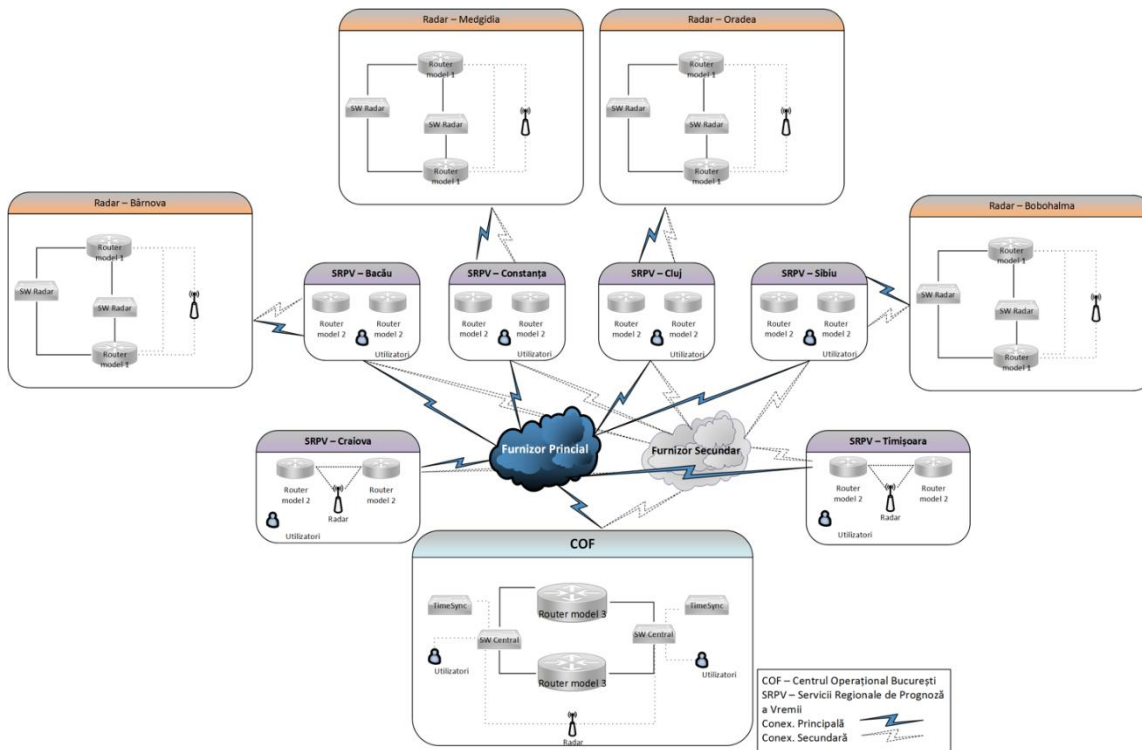 Radar – Medgidia
Router
model 1
SW Radar
SW Radar
Router
model 1
Radar – Oradea
Router
model 1
SW Radar
SW Radar
Router
model 1
Radar – Bârnova
Router
model 1
SW Radar
SW Radar
Router
model 1
Radar – Bobohalma
Router
model 1
SW Radar
SW Radar
Router
model 1
SRPV – Bacău
Router
model 2
Router
model 2
Utilizatori
SRPV – Constanța
Router
model 2
Router
model 2
Utilizatori
SRPV – Cluj
Router
model 2
Router
model 2
Utilizatori
SRPV – Sibiu
Router
model 2
Router
model 2
Utilizatori
Furnizor Princial
Furnizor Secundar
SRPV – Craiova
Router
model 2
Router
model 2
Radar
Utilizatori
SRPV – Timișoara
Router
model 2
Router
model 2
Radar
Utilizatori
COF
TimeSync
Router model 3
TimeSync
SW Central
SW Central
Utilizatori
Utilizatori
Router model 3
Radar
COF – Centrul Operațional București
SRPV – Servicii Regionale de Prognoză
a Vremii
Conex. Principală
Conex. Secundară